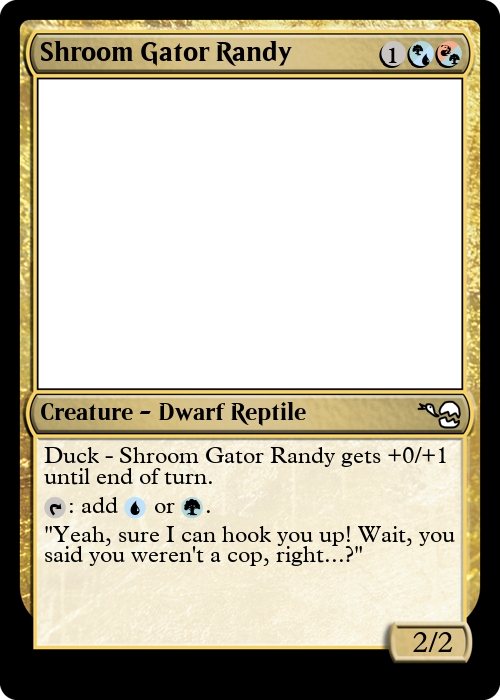 Shroom Gator Randy 1
Creature - Dwarf Reptile
Duck - Shroom Gator Randy gets +0/+1
until end of turn.
: add or .
"Yeah, sure I can hook you up! Wait, you
said you weren't a cop, right...?"
2/2